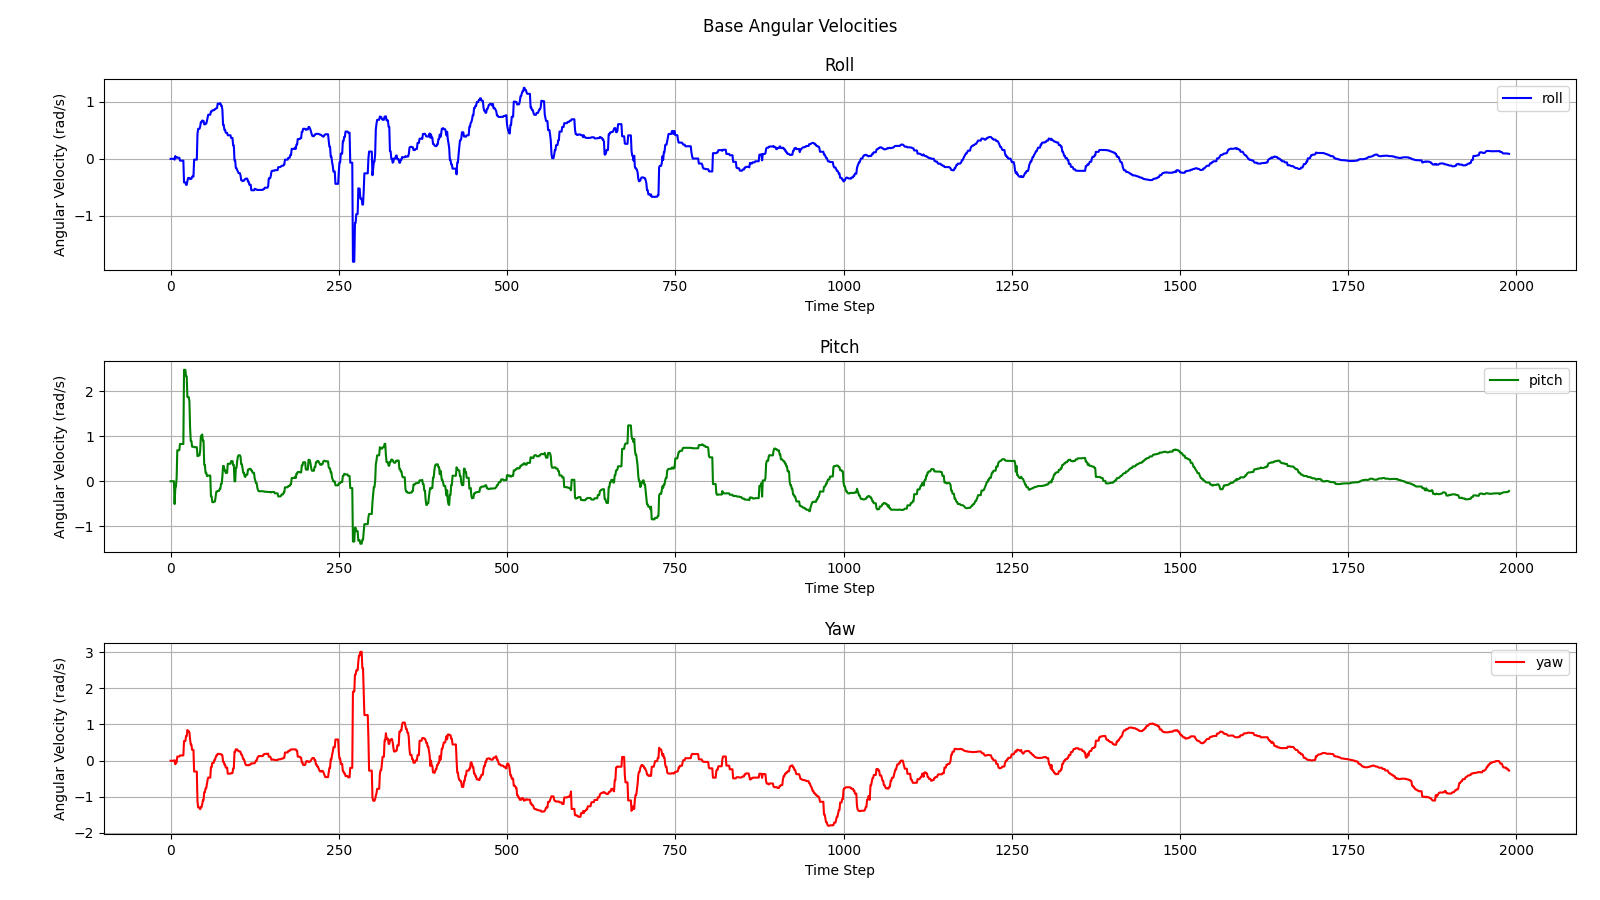 Base Angular Velocities
Roll
Angular Velocity (rad/s)
1
0
−1
roll
0 250 500 750 1000 1250 1500 1750 2000
Time Step
Pitch
Angular Velocity (rad/s)
2
1
0
−1
pitch
0 250 500 750 1000 1250 1500 1750 2000
Time Step
Yaw
Angular Velocity (rad/s)
3
2
1
0
−1
−2
yaw
0 250 500 750 1000 1250 1500 1750 2000
Time Step